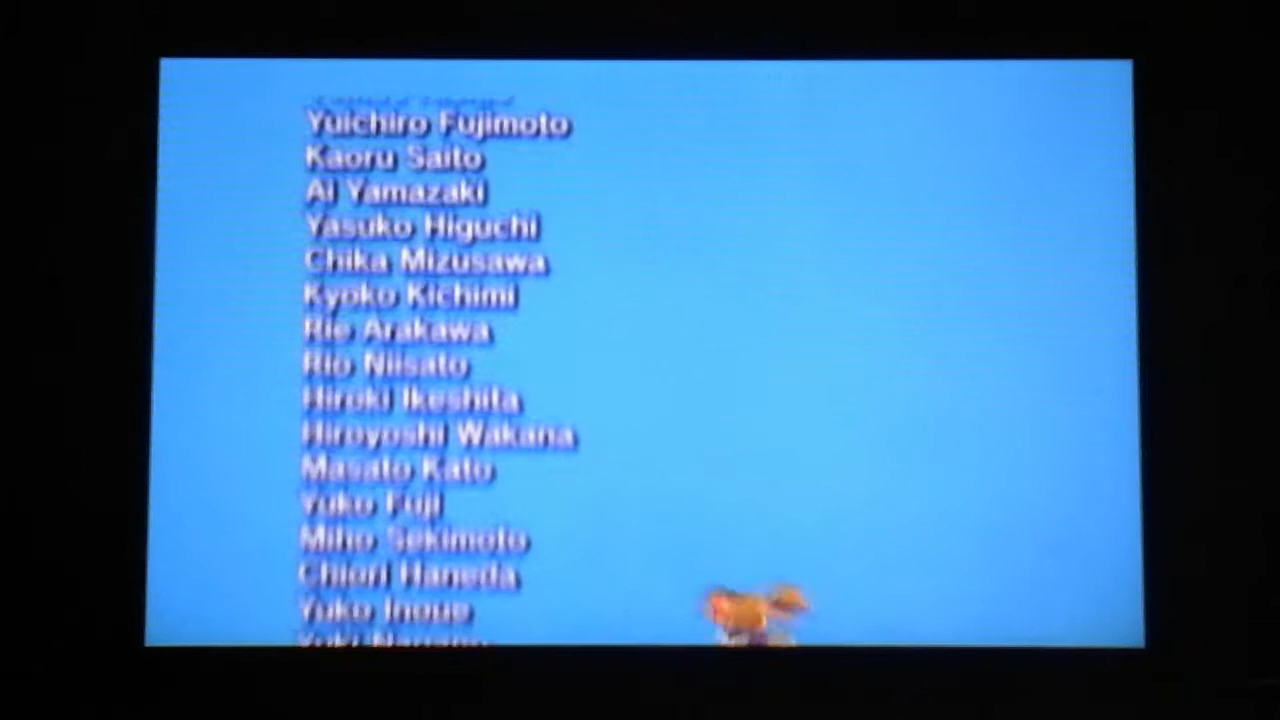 Yuichiro Fujimoto
Kaoru Saito
Ai Yamazaki
Yasuko Higuchi
Chika Mizusawa
Kyoko Kichimi
Rie Arakawa
Rio Niisato
Hiroki Ikeshita
Hiroyoshi Wakana
Masato Kato
Yuko Fuji
Miho Sekimoto
Chiori Haneda
Yuko Inoue
Yuki